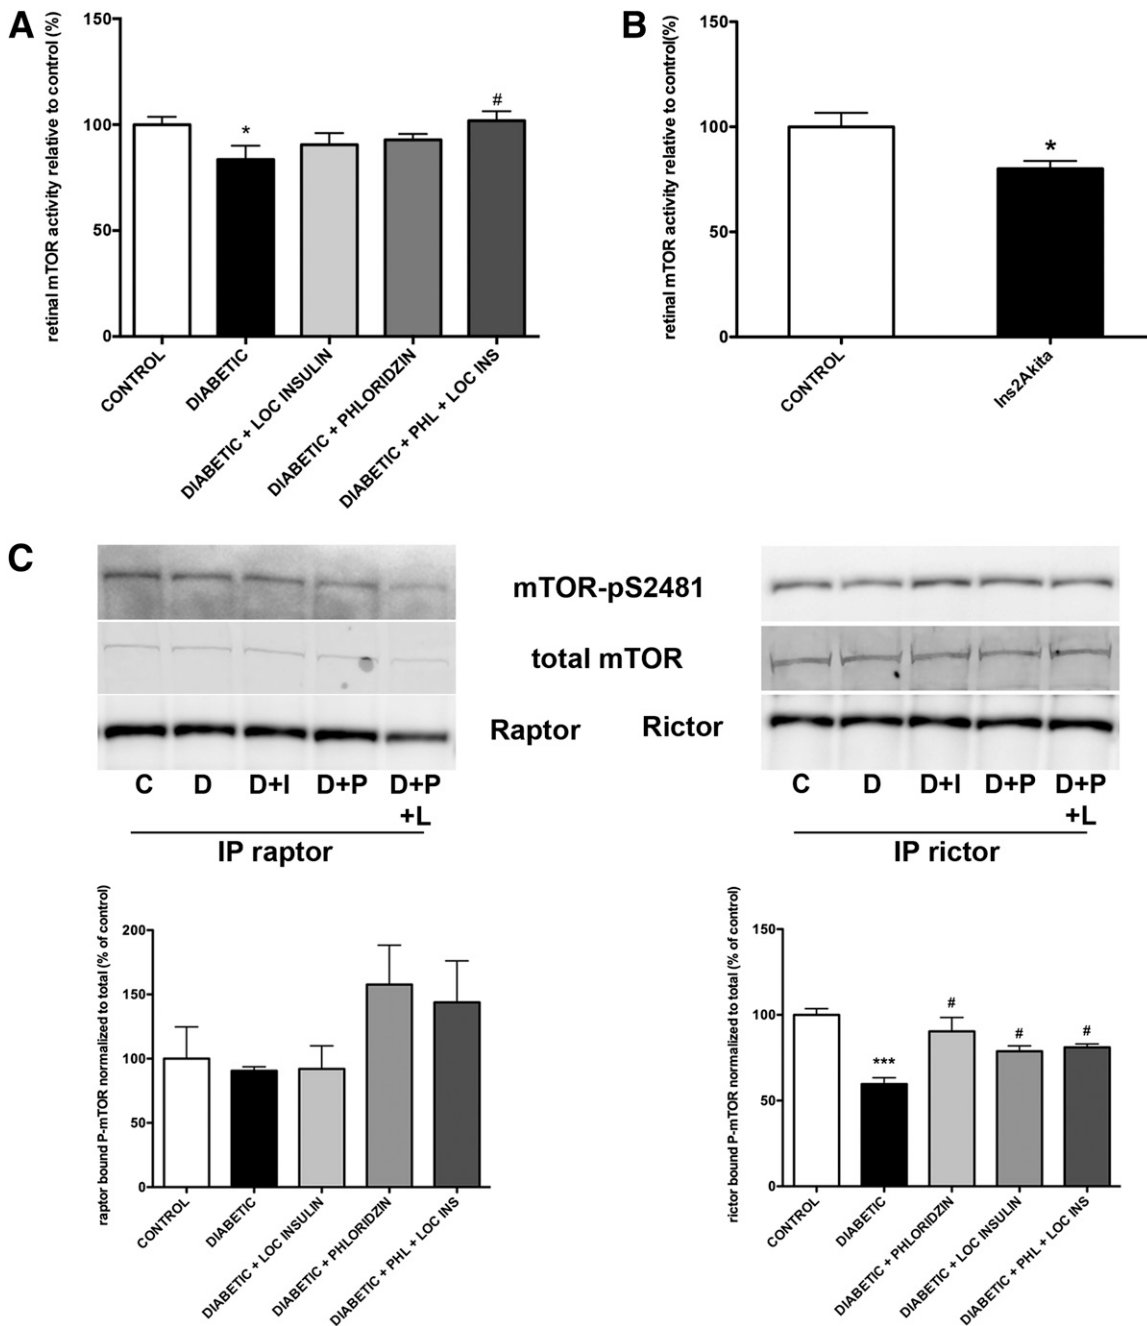 A
retinal mTOR activity relative to control (%)
150
100
50
0
*
#
CONTROL
DIABETIC
DIABETIC + LOC INSULIN
DIABETIC + PHLORIDZIN
DIABETIC + PHL + LOC INS
B
retinal mTOR activity relative to control(%)
150
100
50
0
*
CONTROL
Ins2Akita
C
mTOR-pS2481
total mTOR
Raptor Rictor
C D D+I D+P D+P
+L
IP raptor
C D D+I D+P D+P
+L
IP rictor
raptor bound P-mTOR normalized to total (% of control)
200
150
100
50
0
CONTROL
DIABETIC
DIABETIC + LOC INSULIN
DIABETIC + PHLORIDZIN
DIABETIC + PHL + LOC INS
rictor bound P-mTOR normalized to total (% of control)
150
100
50
0
***
#
#
#
CONTROL
DIABETIC
DIABETIC + PHLORIDZIN
DIABETIC + LOC INSULIN
DIABETIC + PHL + LOC INS